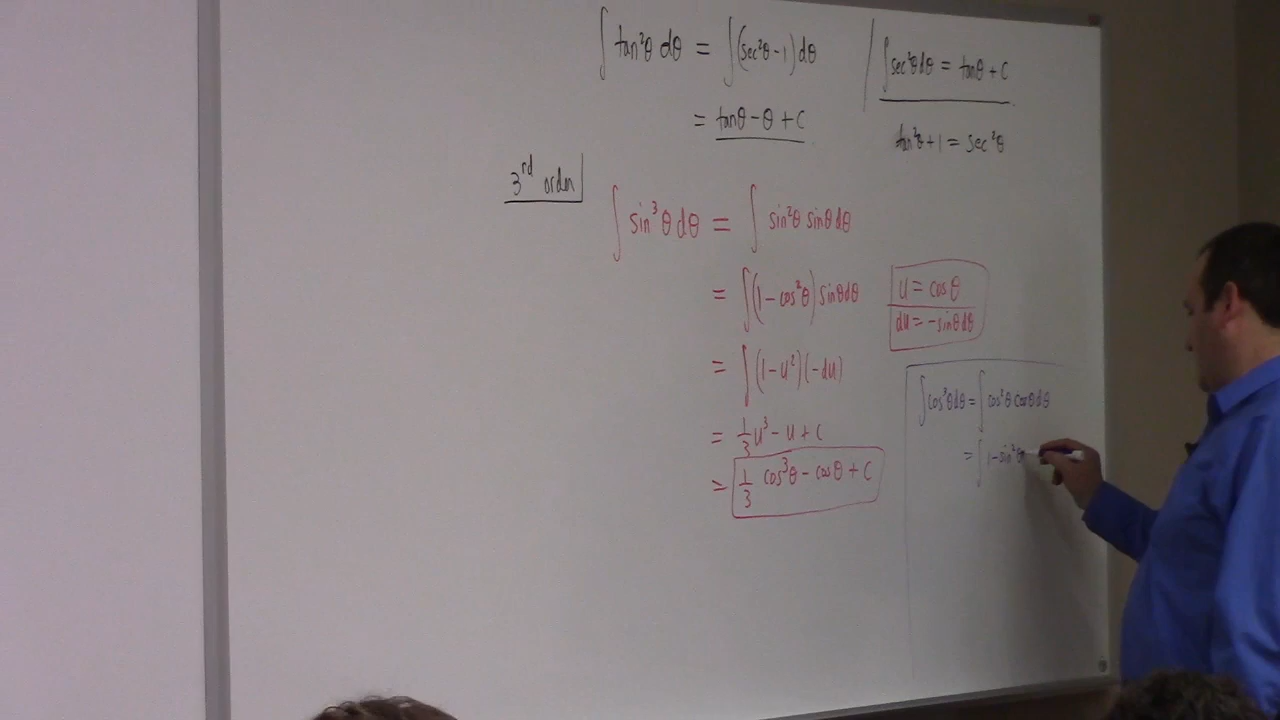 ∫ tan²θ dθ = ∫(sec²θ - 1) dθ
= tanθ - θ + C
∫ sec²θ dθ = tanθ + C
tan²θ + 1 = sec²θ
3rd order
∫ sin³θ dθ = ∫ sin²θ sinθ dθ
= ∫(1 - cos²θ) sinθ dθ
u = cosθ
du = -sinθ dθ
= ∫(1 - u²)(-du)
= 1/3 u³ - u + C
= 1/3 cos³θ - cosθ + C
∫ cos³θ dθ = ∫ cos²θ cosθ dθ
= ∫ 1 - sin²θ